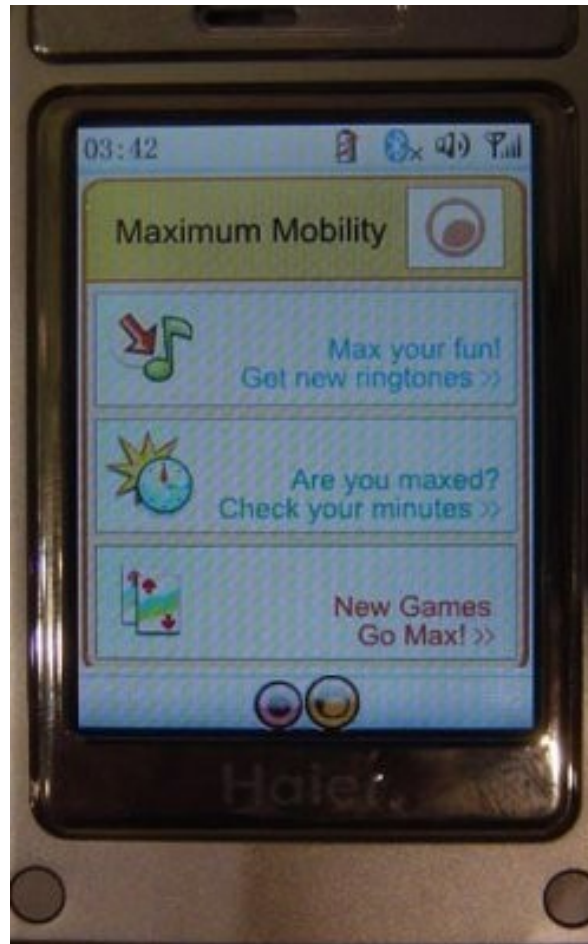 03:42
Maximum Mobility
Max your fun!
Get new ringtones >>
Are you maxed?
Check your minutes >>
New Games
Go Max! >>
Haier